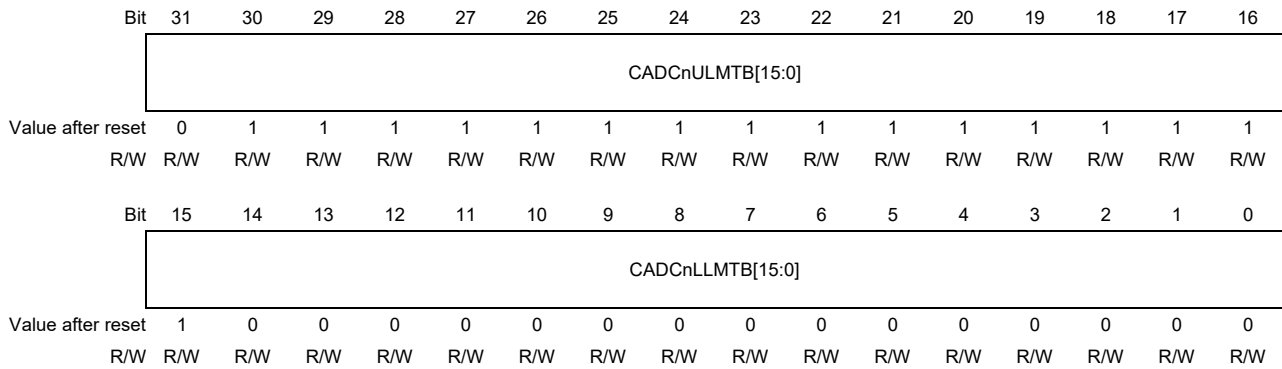 Bit 31 30 29 28 27 26 25 24 23 22 21 20 19 18 17 16
CADCnULMTB[15:0]
Value after reset 0 1 1 1 1 1 1 1 1 1 1 1 1 1 1 1
R/W R/W R/W R/W R/W R/W R/W R/W R/W R/W R/W R/W R/W R/W R/W R/W R/W
Bit 15 14 13 12 11 10 9 8 7 6 5 4 3 2 1 0
CADCnLLMTB[15:0]
Value after reset 1 0 0 0 0 0 0 0 0 0 0 0 0 0 0 0
R/W R/W R/W R/W R/W R/W R/W R/W R/W R/W R/W R/W R/W R/W R/W R/W R/W